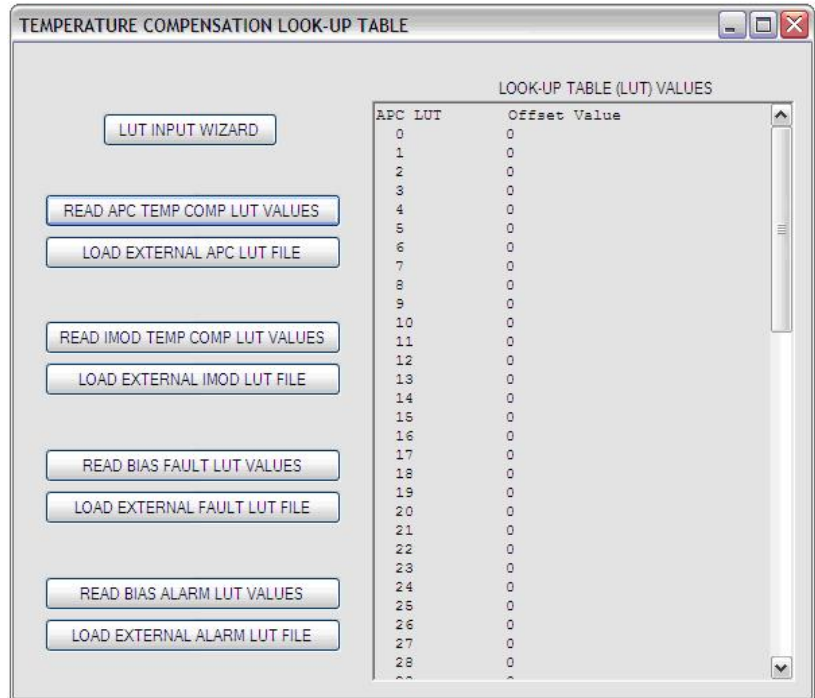 TEMPERATURE COMPENSATION LOOK-UP TABLE
LUT INPUT WIZARD
READ APC TEMP COMP LUT VALUES
LOAD EXTERNAL APC LUT FILE
READ IMOD TEMP COMP LUT VALUES
LOAD EXTERNAL IMOD LUT FILE
READ BIAS FAULT LUT VALUES
LOAD EXTERNAL FAULT LUT FILE
READ BIAS ALARM LUT VALUES
LOAD EXTERNAL ALARM LUT FILE
LOOK-UP TABLE (LUT) VALUES
APC LUT Offset Value
0 0
1 0
2 0
3 0
4 0
5 0
6 0
7 0
8 0
9 0
10 0
11 0
12 0
13 0
14 0
15 0
16 0
17 0
18 0
19 0
20 0
21 0
22 0
23 0
24 0
25 0
26 0
27 0
28 0